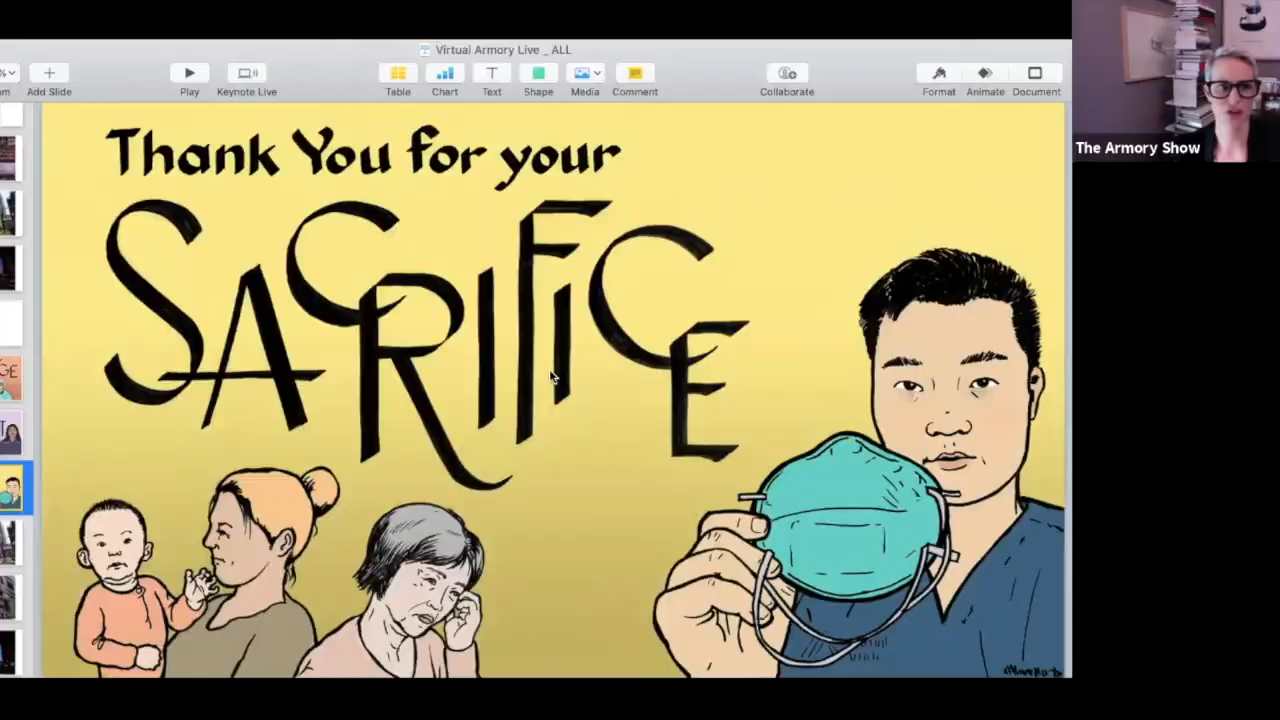 Virtual Armory Live _ ALL
Add Slide
Play
Keynote Live
Table
Chart
Text
Shape
Media
Comment
Collaborate
Format
Animate
Document
The Armory Show
Thank You for your
SACRIFICE